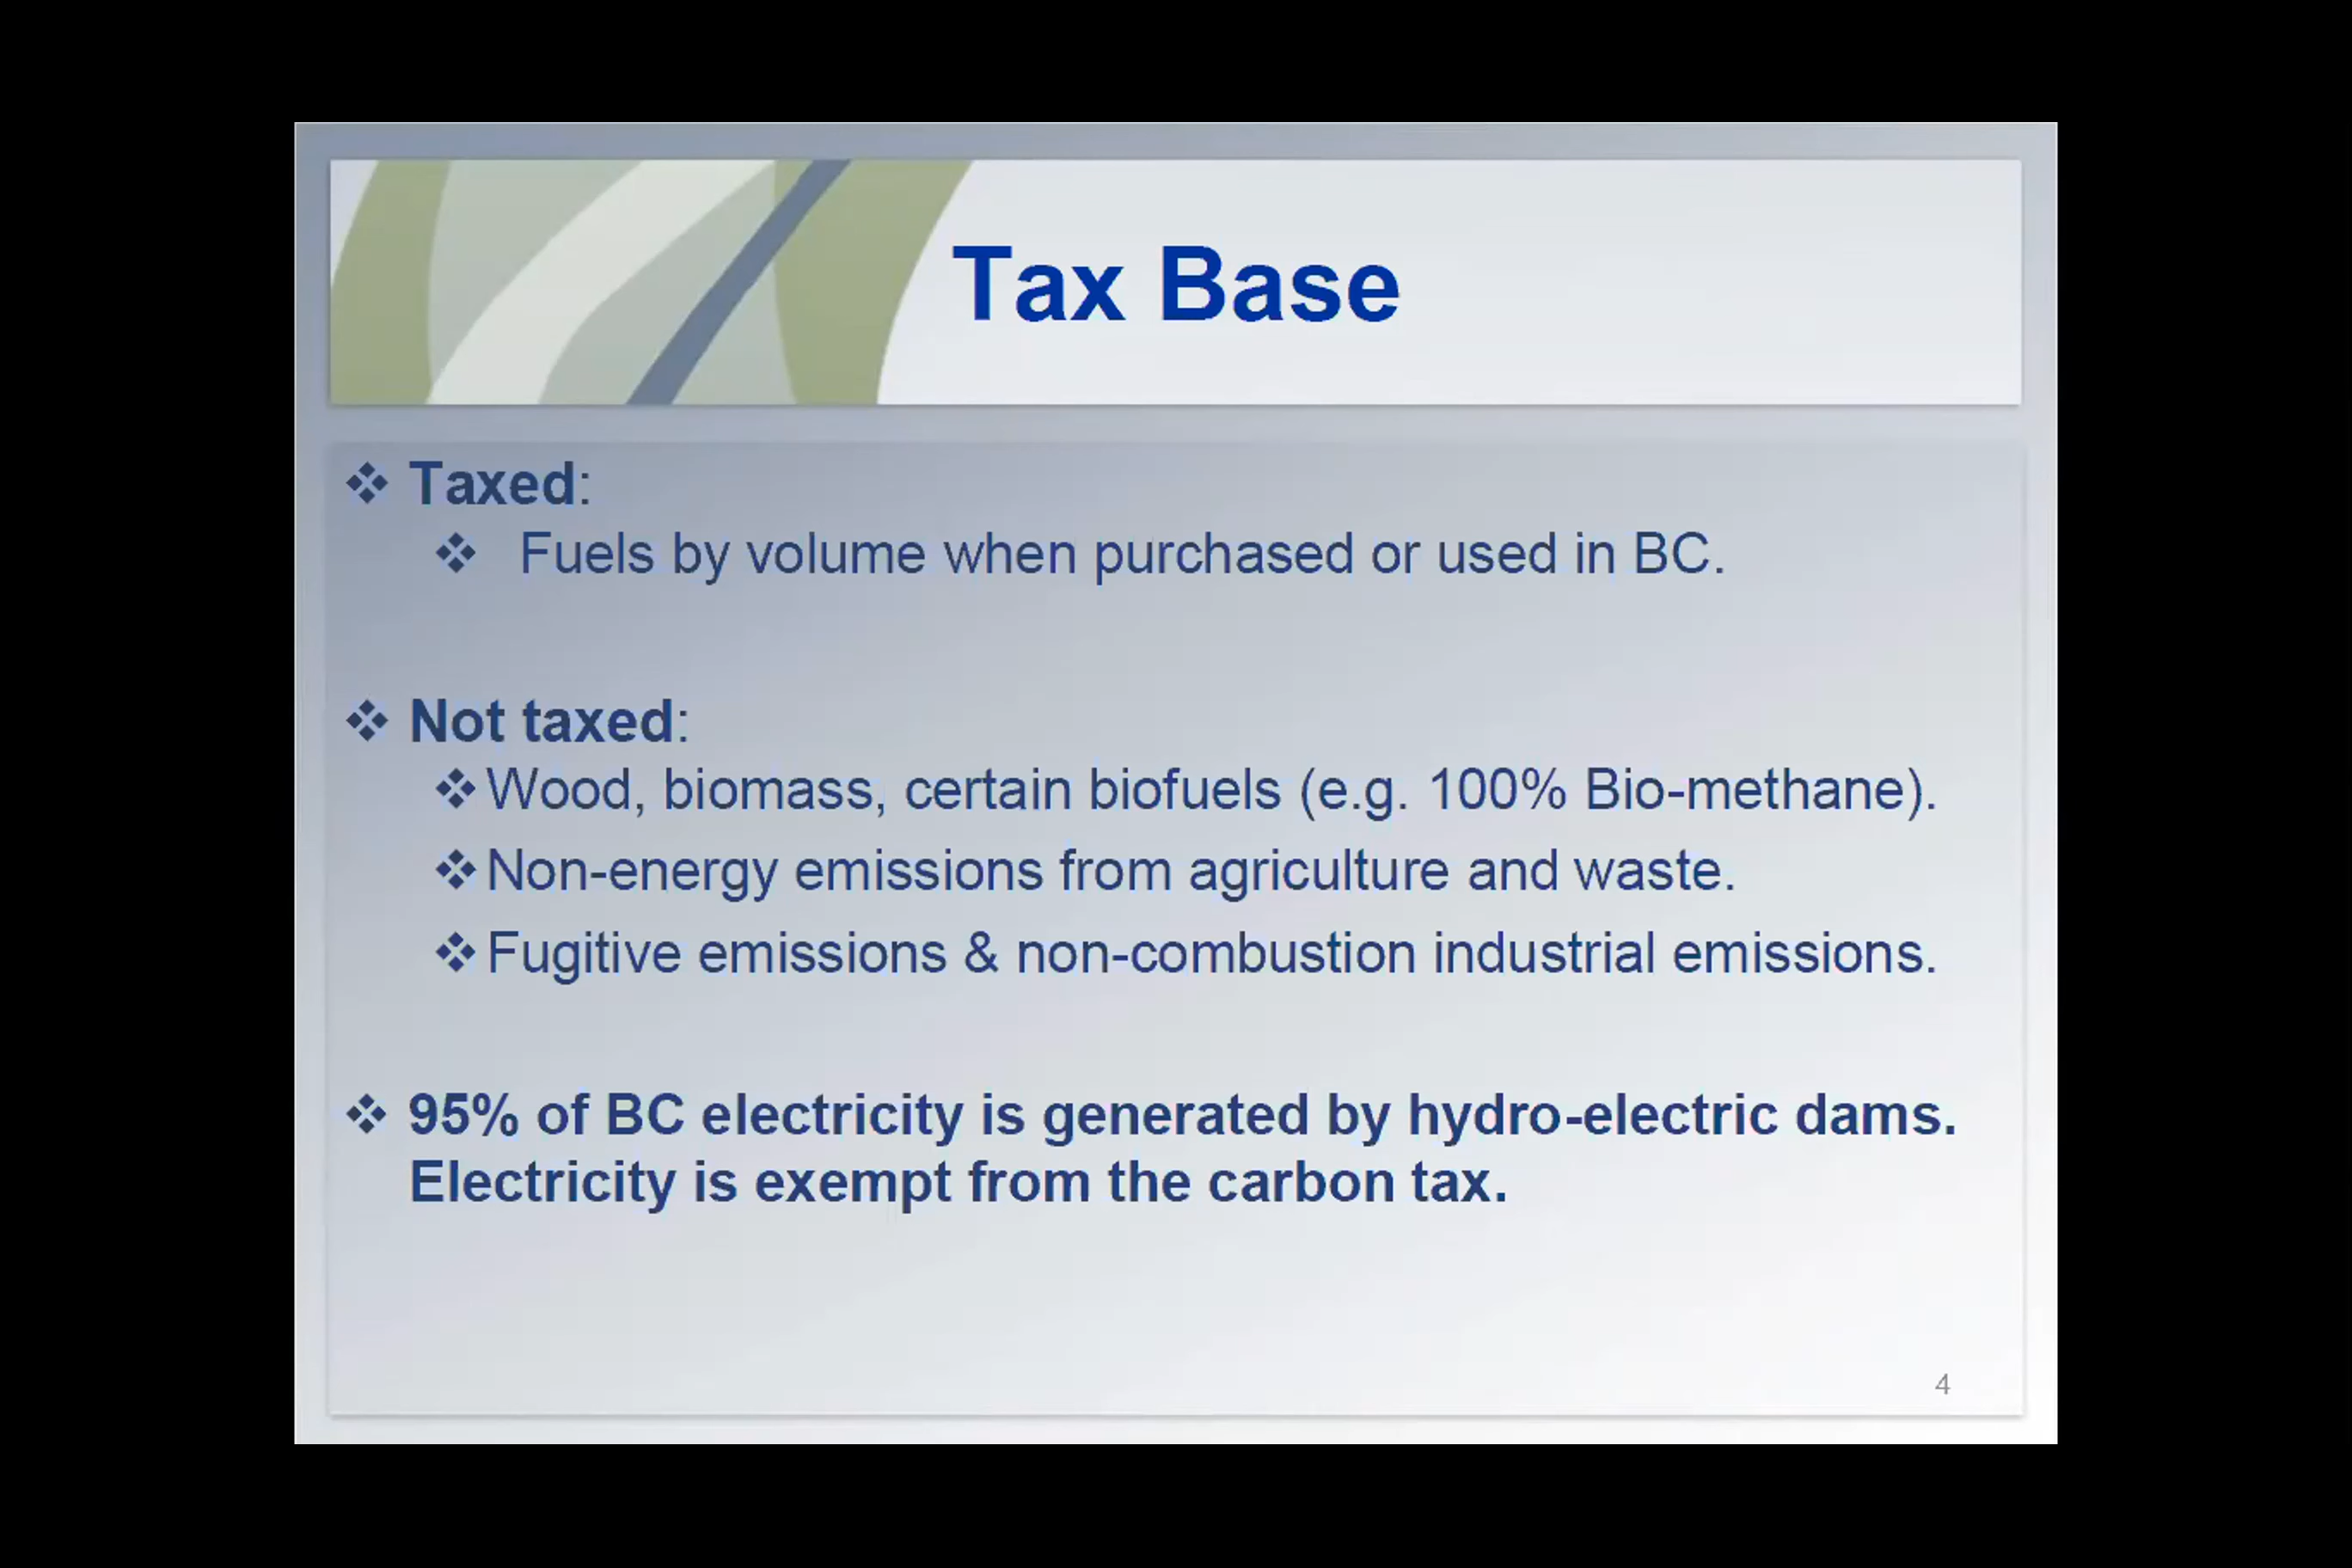 Tax Base
❖ Taxed:
❖ Fuels by volume when purchased or used in BC.
❖ Not taxed:
❖ Wood, biomass, certain biofuels (e.g. 100% Bio-methane).
❖ Non-energy emissions from agriculture and waste.
❖ Fugitive emissions & non-combustion industrial emissions.
❖ 95% of BC electricity is generated by hydro-electric dams.
Electricity is exempt from the carbon tax.
4